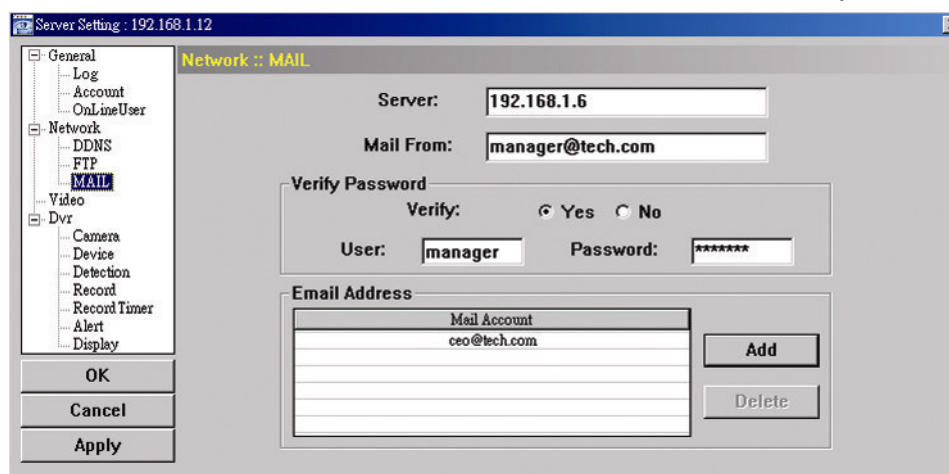 Server Setting : 192.168.1.12
General
Log
Account
OnLineUser
Network
DDNS
FTP
MAIL
Video
Dvr
Camera
Device
Detection
Record
Record Timer
Alert
Display
OK
Cancel
Apply
Network :: MAIL
Server: 192.168.1.6
Mail From: manager@tech.com
Verify Password
Verify: Yes No
User: manager Password: *******
Email Address
Mail Account
ceo@tech.com
Add
Delete